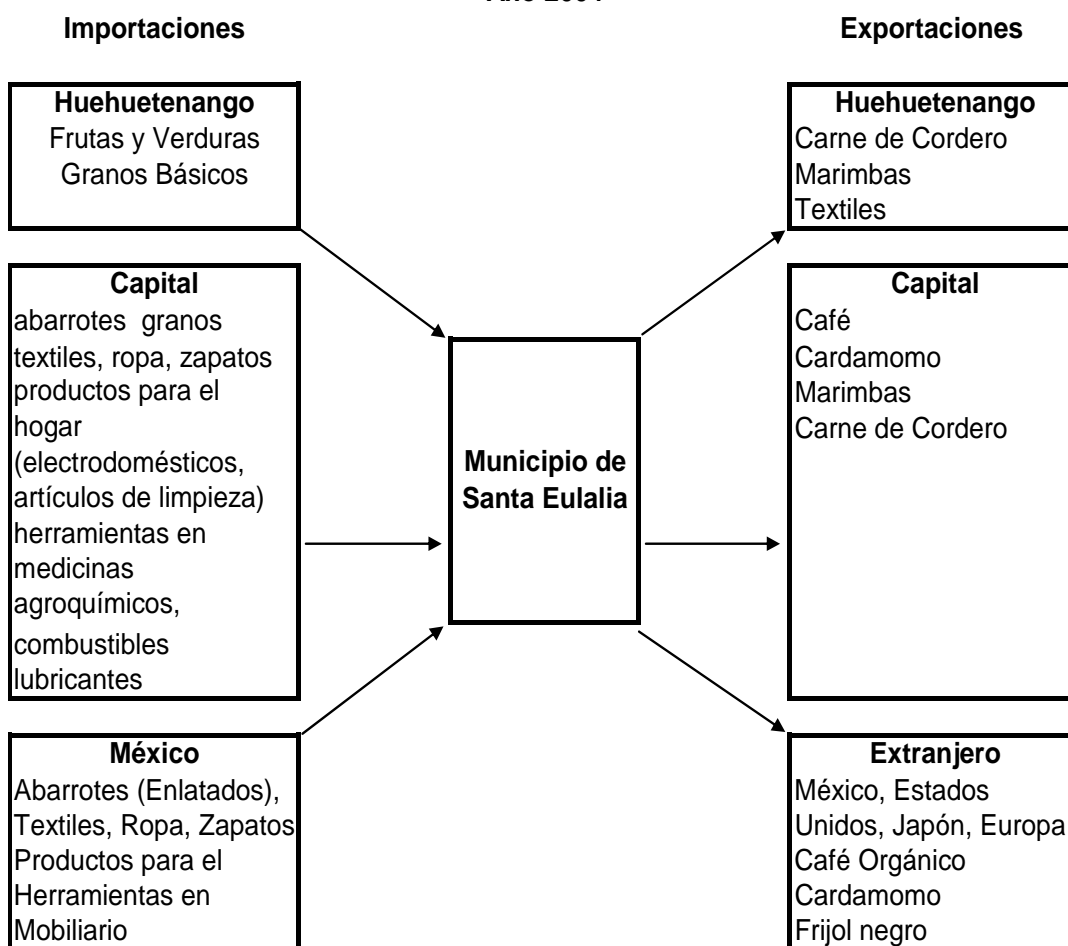 Importaciones
Exportaciones
Huehuetenango
Frutas y Verduras
Granos Básicos
Huehuetenango
Carne de Cordero
Marimbas
Textiles
Capital
abarrotes granos
textiles, ropa, zapatos
productos para el
hogar
(electrodomésticos,
artículos de limpieza)
herramientas en
medicinas
agroquímicos,
combustibles
lubricantes
Municipio de
Santa Eulalia
Capital
Café
Cardamomo
Marimbas
Carne de Cordero
México
Abarrotes (Enlatados),
Textiles, Ropa, Zapatos
Productos para el
Herramientas en
Mobiliario
Extranjero
México, Estados
Unidos, Japón, Europa
Café Orgánico
Cardamomo
Frijol negro